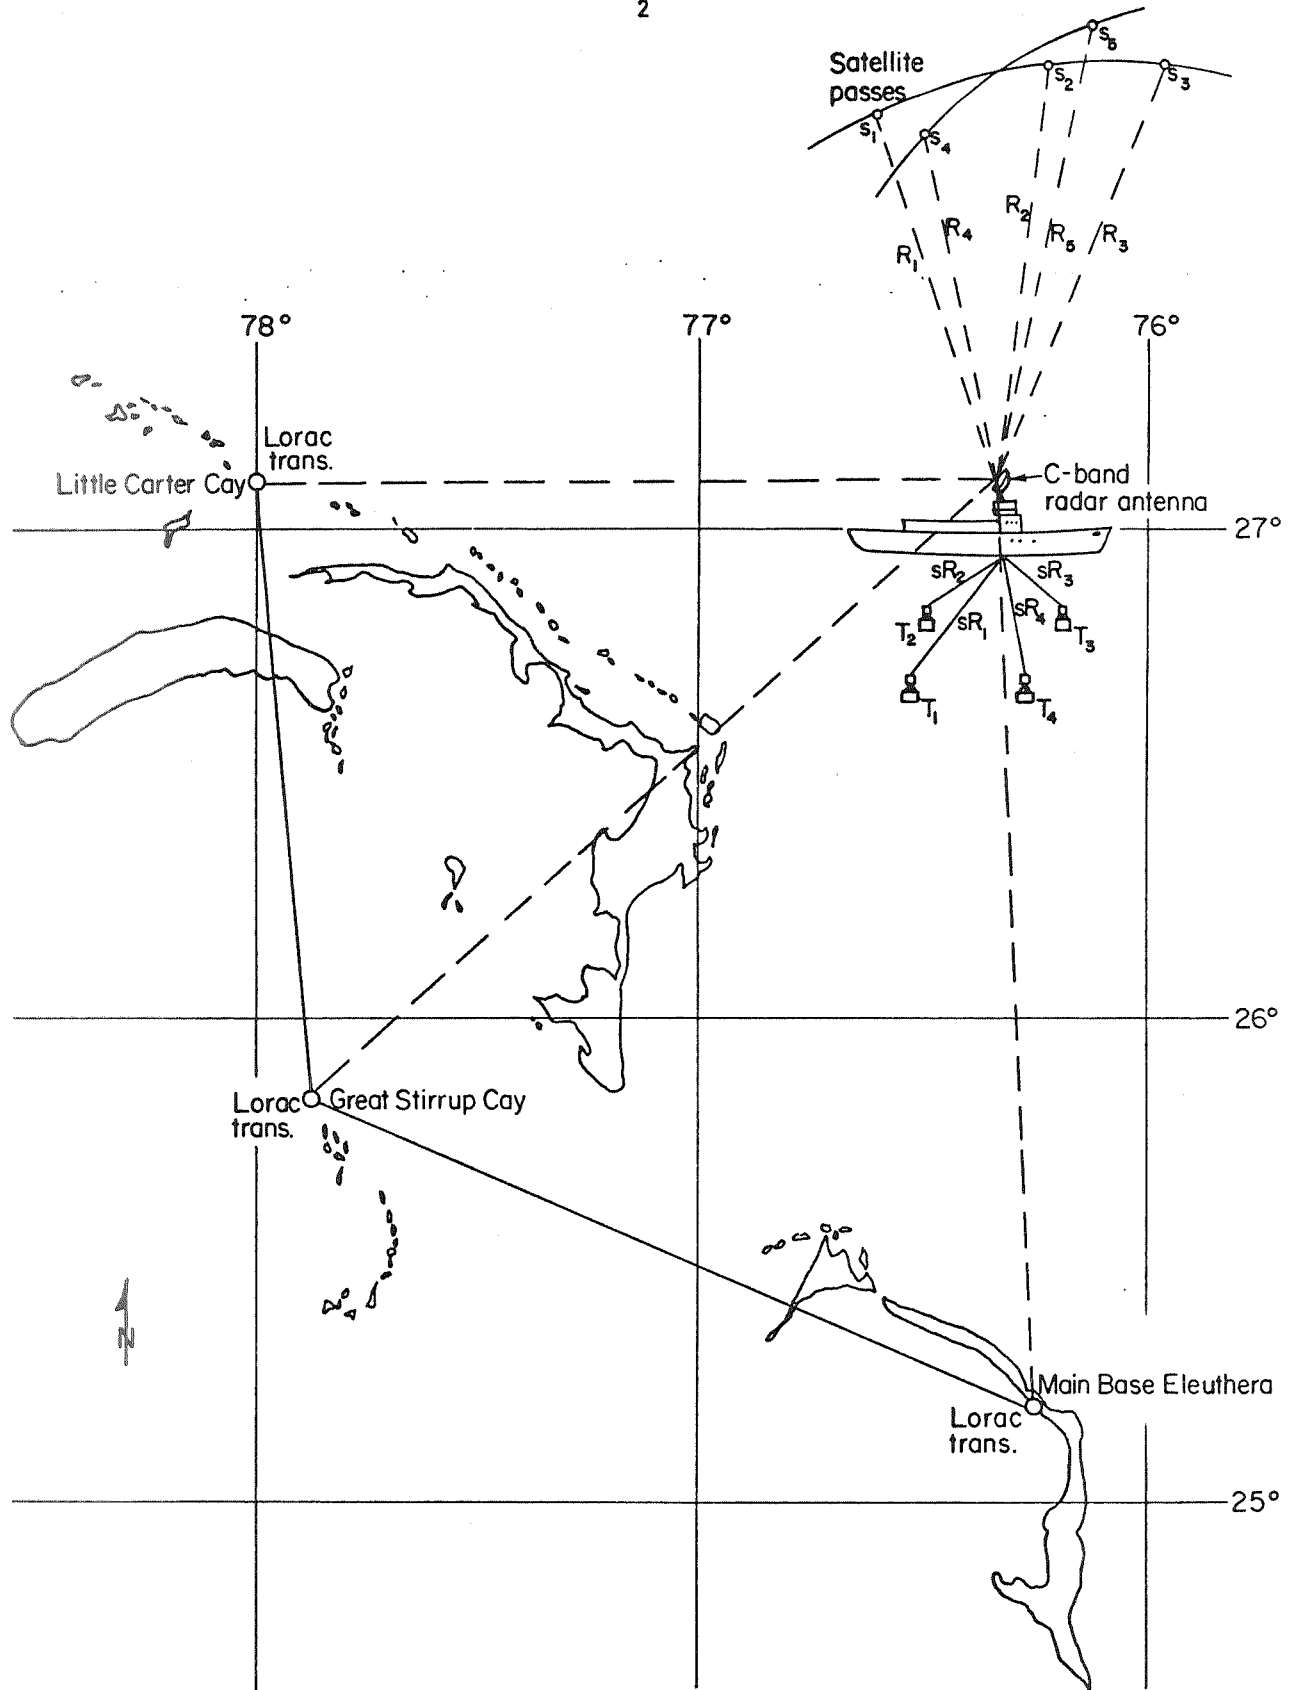 2
Satellite
passes
S₁
S₄
S₂
S₅
S₃
R₁
R₄
R₂
R₅
R₃
78°
77°
76°
Lorac
trans.
Little Carter Cay
C-band
radar antenna
27°
sR₂
sR₃
sR₁
sR₄
T₂
T₃
T₁
T₄
26°
Lorac
trans.
Great Stirrup Cay
N
Main Base Eleuthera
Lorac
trans.
25°